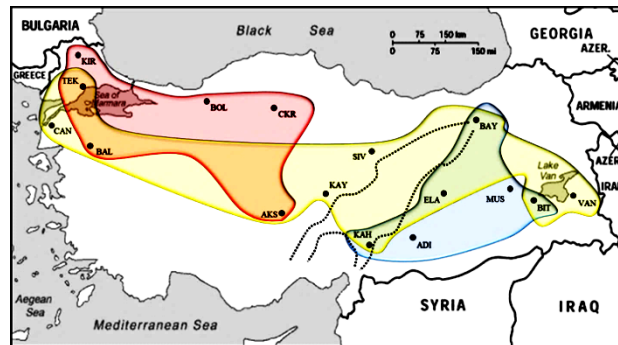 BULGARIA
Black Sea
GEORGIA
0 75 150 km
0 75 150 mi
AZER.
GREECE
KIR
TEK
Sea of
Marmara
BOL
CKR
ARMENIA
CAN
BAY
BAL
SIV
Lake
Van
AZER
IRAN
KAY
ELA
MUS
BIT
VAN
AKS
KAH
ADI
Aegean
Sea
SYRIA
IRAQ
Mediterranean Sea